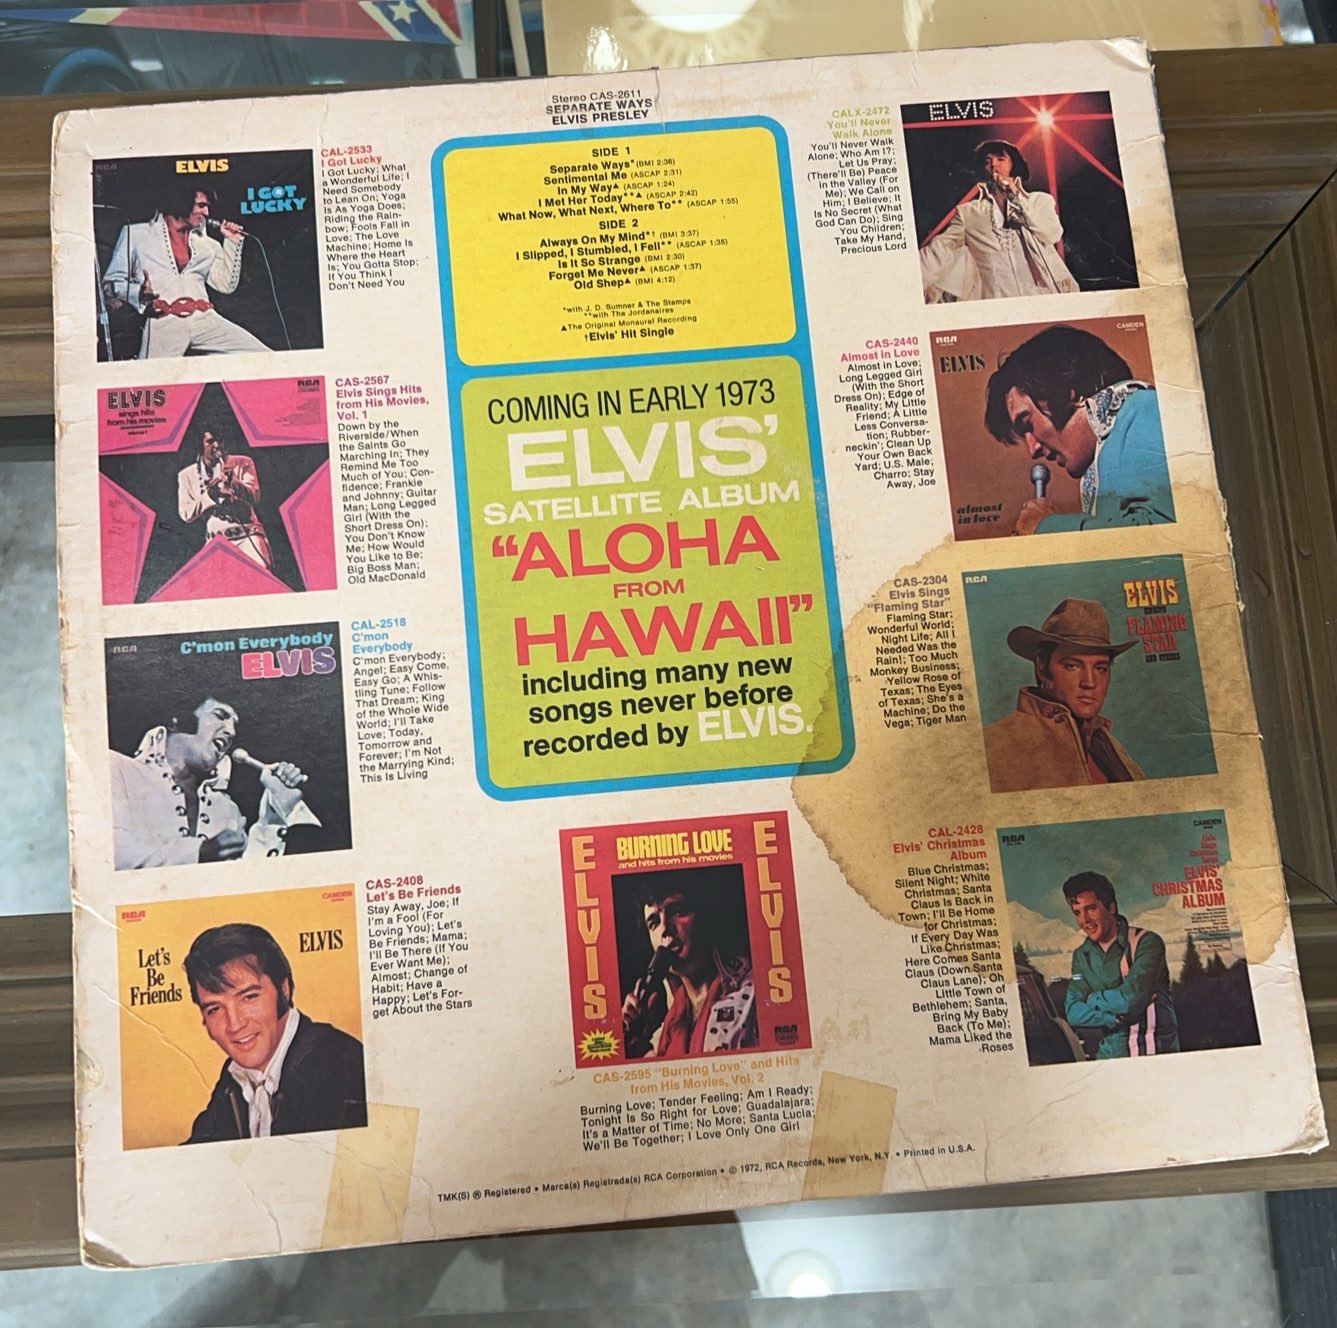 Stereo CAS-2611
SEPARATE WAYS
ELVIS PRESLEY
SIDE 1
Separate Ways* (BMI 2:36)
Sentimental Me (ASCAP 2:31)
In My Way▲ (ASCAP 1:24)
I Met Her Today**▲ (ASCAP 2:42)
What Now, What Next, Where To** (ASCAP 1:55)
SIDE 2
Always On My Mind*† (BMI 3:37)
I Slipped, I Stumbled, I Fell** (ASCAP 1:35)
Is It So Strange (BMI 2:30)
Forget Me Never▲ (ASCAP 1:37)
Old Shep▲ (BMI 4:12)
*with J. D. Sumner & The Stamps
**with The Jordanaires
▲The Original Monaural Recording
†Elvis' Hit Single
COMING IN EARLY 1973
ELVIS'
SATELLITE ALBUM
"ALOHA
FROM
HAWAII"
including many new
songs never before
recorded by ELVIS.
ELVIS
I GOT
LUCKY
CAL-2533
I Got Lucky
I Got Lucky; What
a Wonderful Life; I
Need Somebody
to Lean On; Yoga
Is As Yoga Does;
Riding the Rain-
bow; Fools Fall in
Love; The Love
Machine; Home Is
Where the Heart
Is; You Gotta Stop;
If You Think I
Don't Need You
ELVIS
sings hits
from his movies
RCA
CAS-2567
Elvis Sings Hits
from His Movies,
Vol. 1
Down by the
Riverside/When
the Saints Go
Marching In; They
Remind Me Too
Much of You; Con-
fidence; Frankie
and Johnny; Guitar
Man; Long Legged
Girl (With the
Short Dress On);
You Don't Know
Me; How Would
You Like to Be;
Big Boss Man;
Old MacDonald
RCA
C'mon Everybody
ELVIS
CAL-2518
C'mon
Everybody
C'mon Everybody;
Angel; Easy Come,
Easy Go; A Whis-
tling Tune; Follow
That Dream; King
of the Whole Wide
World; I'll Take
Love; Today,
Tomorrow and
Forever; I'm Not
the Marrying Kind;
This Is Living
RCA
CAMDEN
Let's
Be
Friends
ELVIS
CAS-2408
Let's Be Friends
Stay Away, Joe; If
I'm a Fool (For
Loving You); Let's
Be Friends; Mama;
I'll Be There (If You
Ever Want Me);
Almost; Change of
Habit; Have a
Happy; Let's For-
get About the Stars
ELVIS
BURNING LOVE
and hits from his movies
ELVIS
RCA
CAS-2595 "Burning Love" and Hits
from His Movies, Vol. 2
Burning Love; Tender Feeling; Am I Ready;
Tonight Is So Right for Love; Guadalajara;
It's a Matter of Time; No More; Santa Lucia;
We'll Be Together; I Love Only One Girl
CALX-2472
You'll Never
Walk Alone
You'll Never Walk
Alone; Who Am I?;
Let Us Pray;
(There'll Be) Peace
in the Valley (For
Me); We Call on
Him; I Believe; It
Is No Secret (What
God Can Do); Sing
You Children;
Take My Hand,
Precious Lord
ELVIS
CAS-2440
Almost in Love
Almost in Love;
Long Legged Girl
(With the Short
Dress On); Edge of
Reality; My Little
Friend; A Little
Less Conversa-
tion; Rubber-
neckin'; Clean Up
Your Own Back
Yard; U.S. Male;
Charro; Stay
Away, Joe
RCA
CAMDEN
ELVIS
almost
in love
CAS-2304
Elvis Sings
"Flaming Star"
Flaming Star;
Wonderful World;
Night Life; All I
Needed Was the
Rain!; Too Much
Monkey Business;
Yellow Rose of
Texas; The Eyes
of Texas; She's a
Machine; Do the
Vega; Tiger Man
RCA
ELVIS
SINGS
FLAMING
STAR
AND OTHERS
CAL-2428
Elvis' Christmas
Album
Blue Christmas;
Silent Night; White
Christmas; Santa
Claus Is Back in
Town; I'll Be Home
for Christmas;
If Every Day Was
Like Christmas;
Here Comes Santa
Claus (Down Santa
Claus Lane); Oh
Little Town of
Bethlehem; Santa,
Bring My Baby
Back (To Me);
Mama Liked the
Roses
RCA
CAMDEN
ELVIS'
CHRISTMAS
ALBUM
TMK(S) ® Registered • Marca(s) Registrada(s) RCA Corporation • © 1972, RCA Records, New York, N.Y. • Printed in U.S.A.